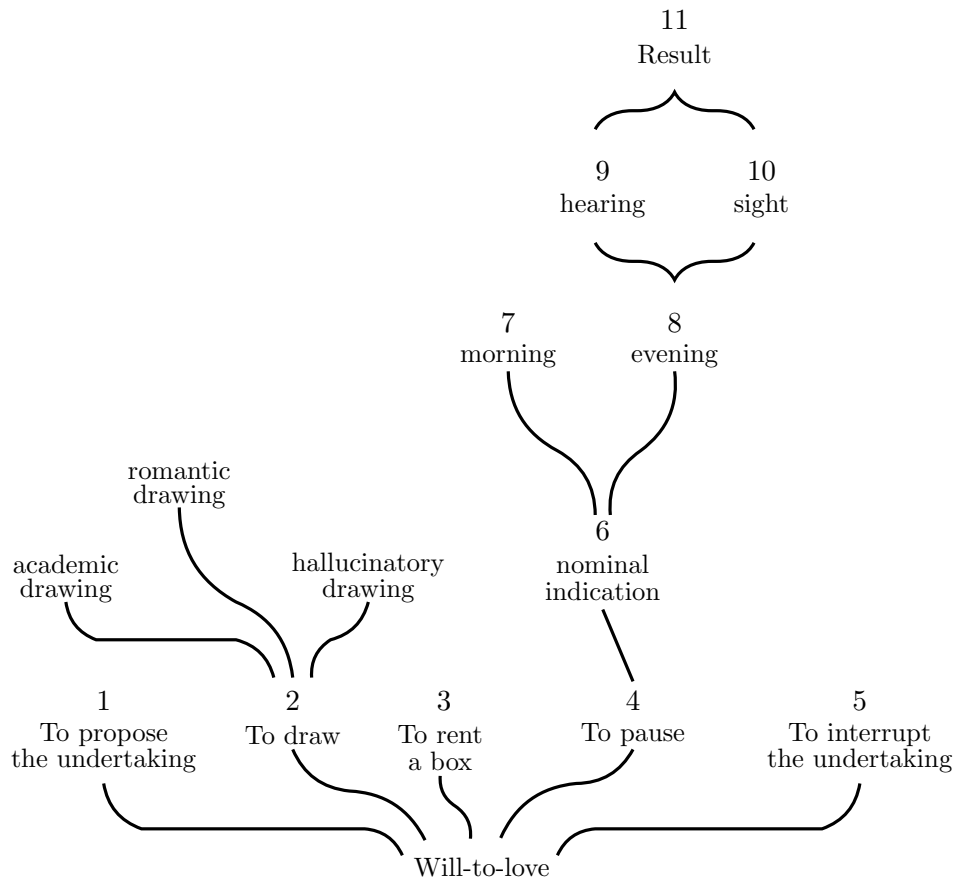 11
Result
9
hearing
10
sight
7
morning
8
evening
romantic
drawing
academic
drawing
hallucinatory
drawing
6
nominal
indication
1
To propose
the undertaking
2
To draw
3
To rent
a box
4
To pause
5
To interrupt
the undertaking
Will-to-love